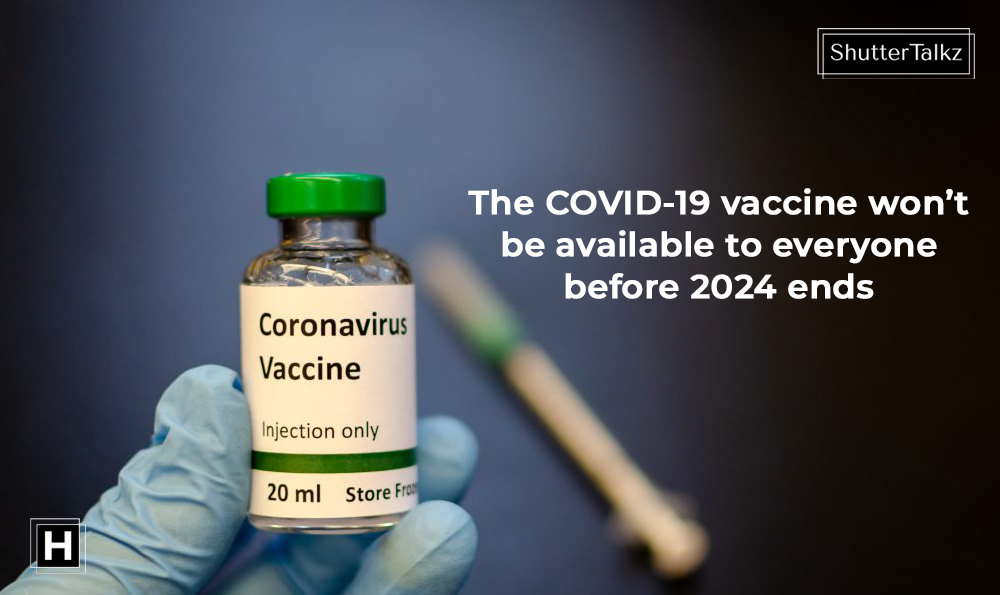 ShutterTalkz
The COVID-19 vaccine won’t
be available to everyone
before 2024 ends
Coronavirus
Vaccine
Injection only
20 ml Store
H